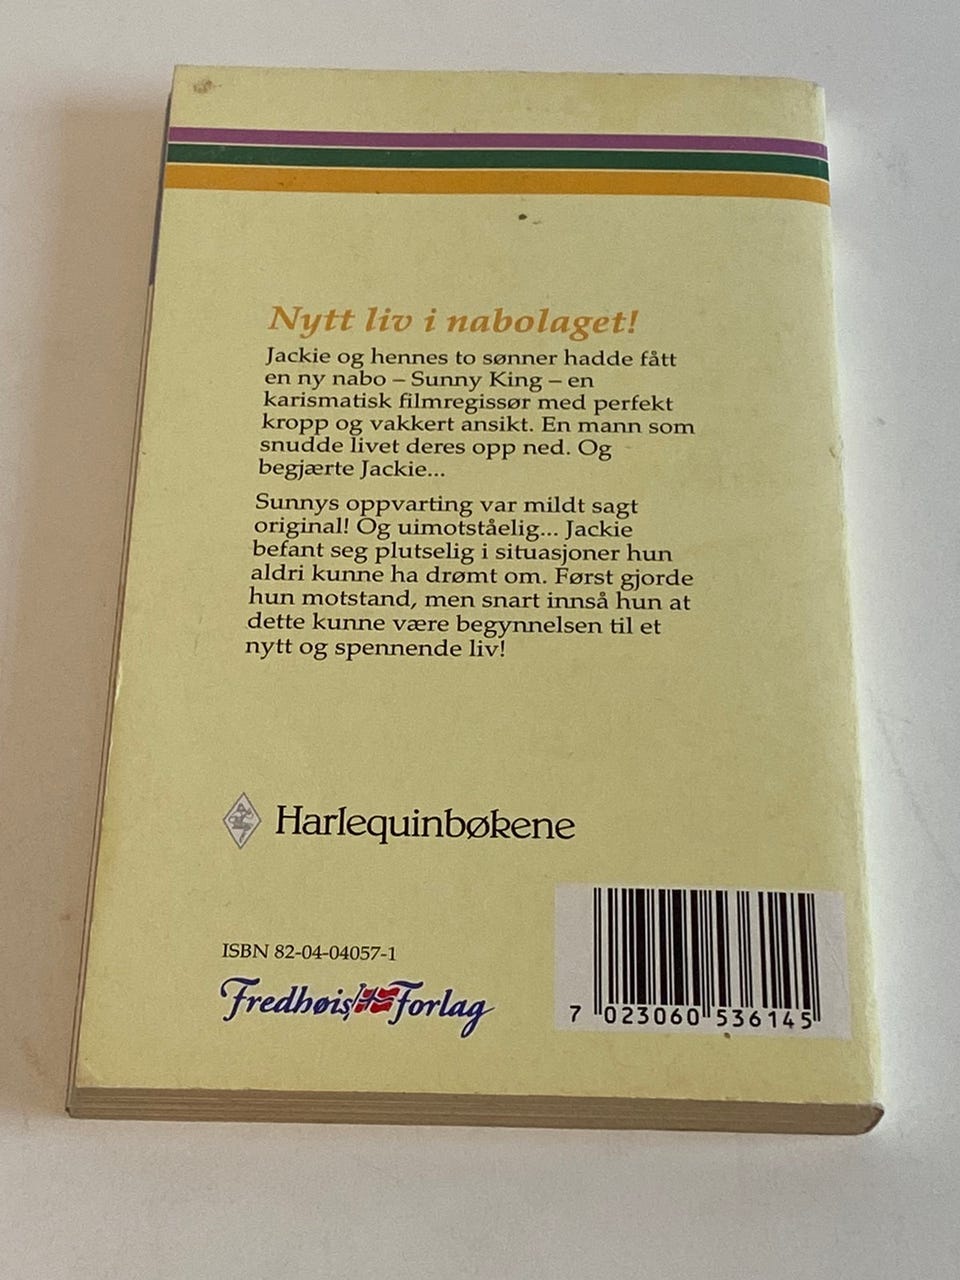 Nytt liv i nabolaget!
Jackie og hennes to sønner hadde fått
en ny nabo – Sunny King – en
karismatisk filmregissør med perfekt
kropp og vakkert ansikt. En mann som
snudde livet deres opp ned. Og
begjærte Jackie...
Sunnys oppvarting var mildt sagt
original! Og uimotståelig... Jackie
befant seg plutselig i situasjoner hun
aldri kunne ha drømt om. Først gjorde
hun motstand, men snart innså hun at
dette kunne være begynnelsen til et
nytt og spennende liv!
Harlequinbøkene
ISBN 82-04-04057-1
Fredhøis Forlag
7 023060 536145